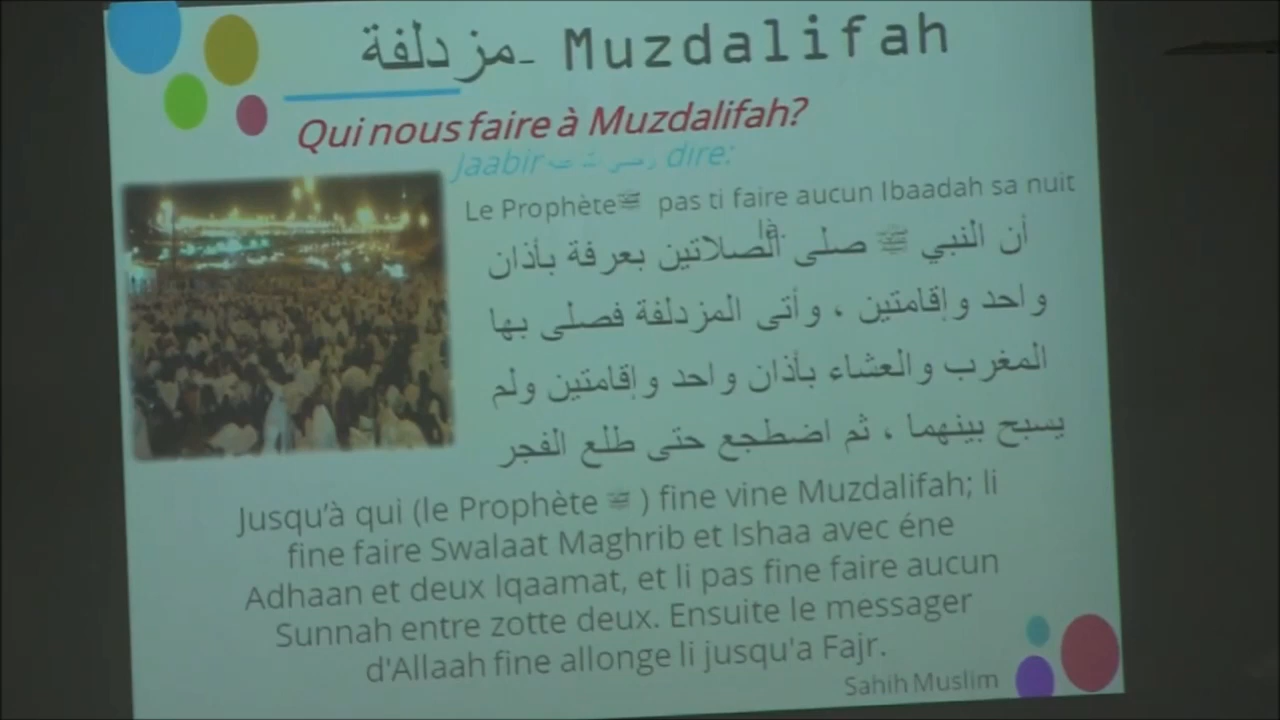 مزدلفة- Muzdalifah
Qui nous faire à Muzdalifah?
Jaabir رضي الله عنه dire:
Le Prophète ﷺ pas ti faire aucun Ibaadah sa nuit
là.
أن النبي ﷺ صلى الصلاتين بعرفة بأذان
واحد وإقامتين ، وأتى المزدلفة فصلى بها
المغرب والعشاء بأذان واحد وإقامتين ولم
يسبح بينهما ، ثم اضطجع حتى طلع الفجر
Jusqu'à qui (le Prophète ﷺ ) fine vine Muzdalifah; li
fine faire Swalaat Maghrib et Ishaa avec éne
Adhaan et deux Iqaamat, et li pas fine faire aucun
Sunnah entre zotte deux. Ensuite le messager
d'Allaah fine allonge li jusqu'a Fajr.
Sahih Muslim